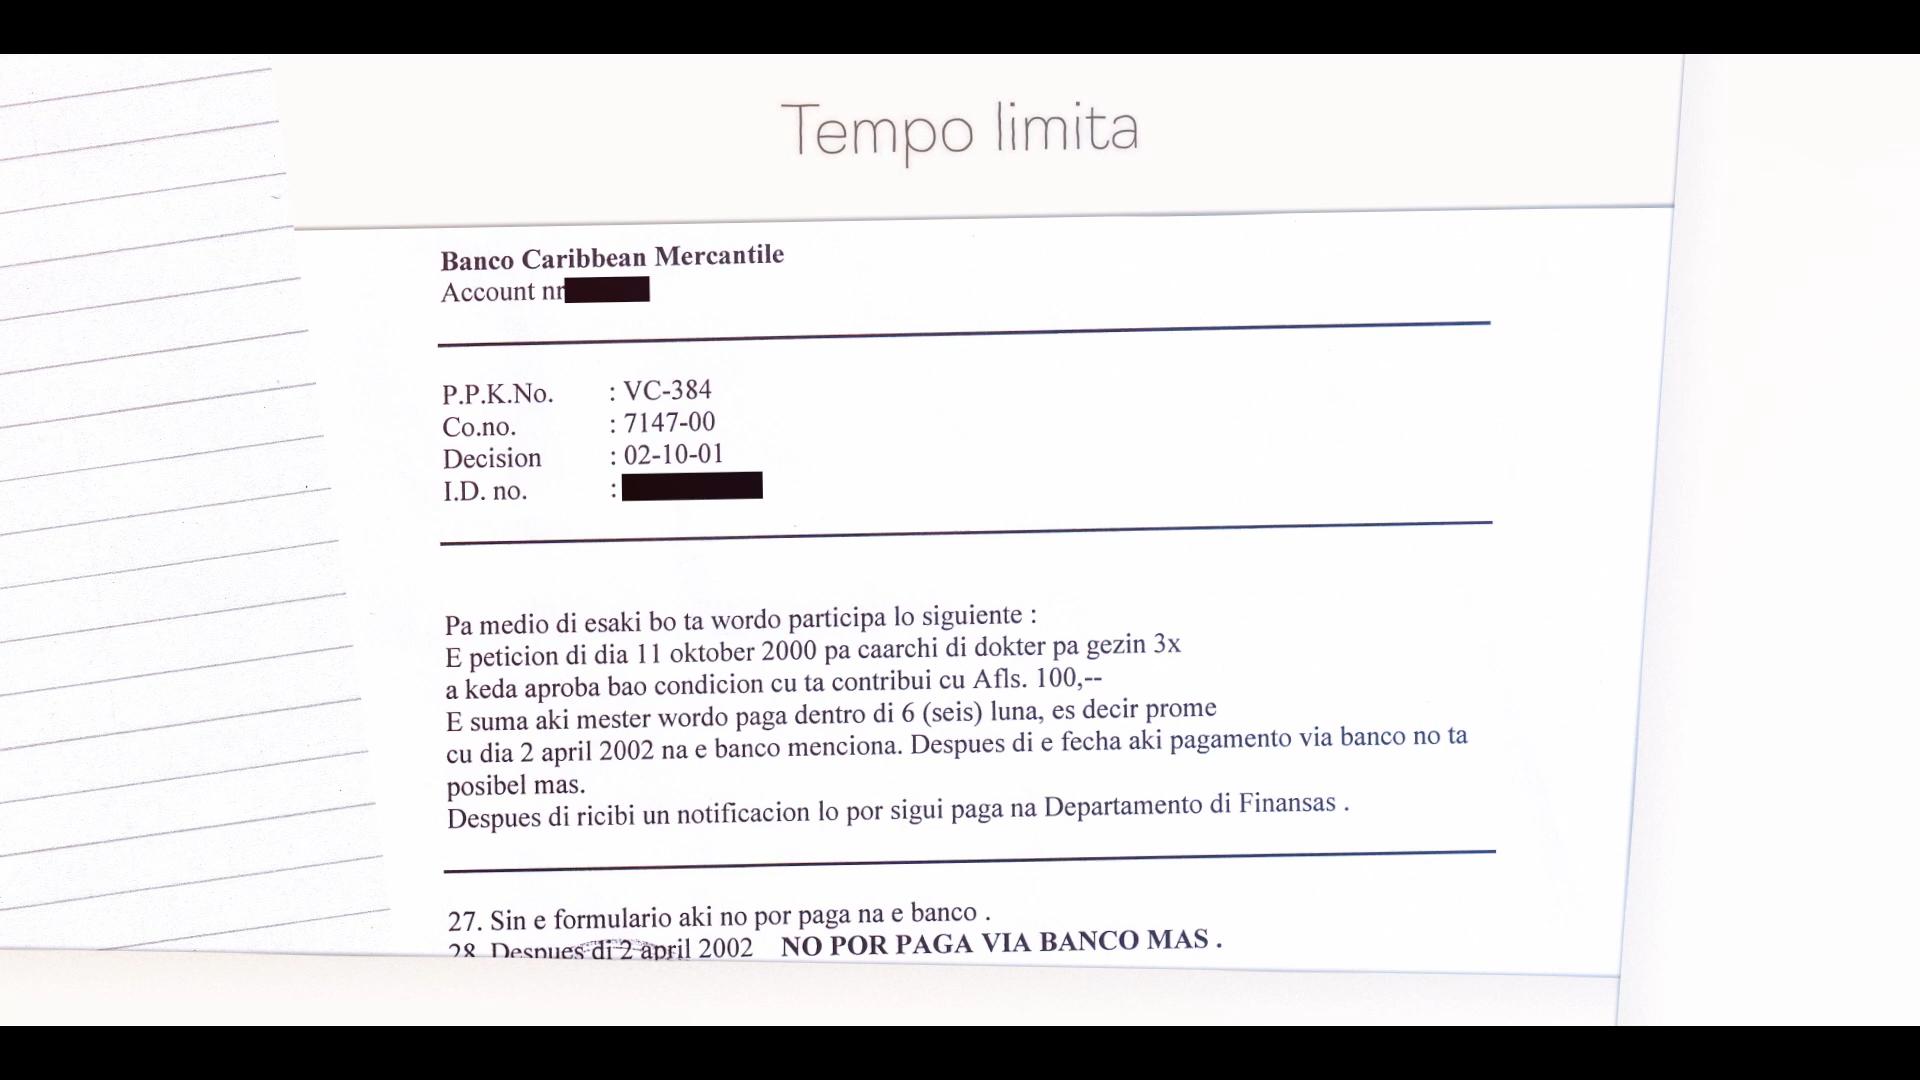 Tempo limita
Banco Caribbean Mercantile
Account nr
P.P.K.No. : VC-384
Co.no. : 7147-00
Decision : 02-10-01
I.D. no. :
Pa medio di esaki bo ta wordo participa lo siguiente :
E peticion di dia 11 oktober 2000 pa caarchi di dokter pa gezin 3x
a keda aproba bao condicion cu ta contribui cu Afls. 100,--
E suma aki mester wordo paga dentro di 6 (seis) luna, es decir prome
cu dia 2 april 2002 na e banco menciona. Despues di e fecha aki pagamento via banco no ta
posibel mas.
Despues di ricibi un notificacion lo por sigui paga na Departamento di Finansas .
27. Sin e formulario aki no por paga na e banco .
28. Despues di 2 april 2002 NO POR PAGA VIA BANCO MAS .